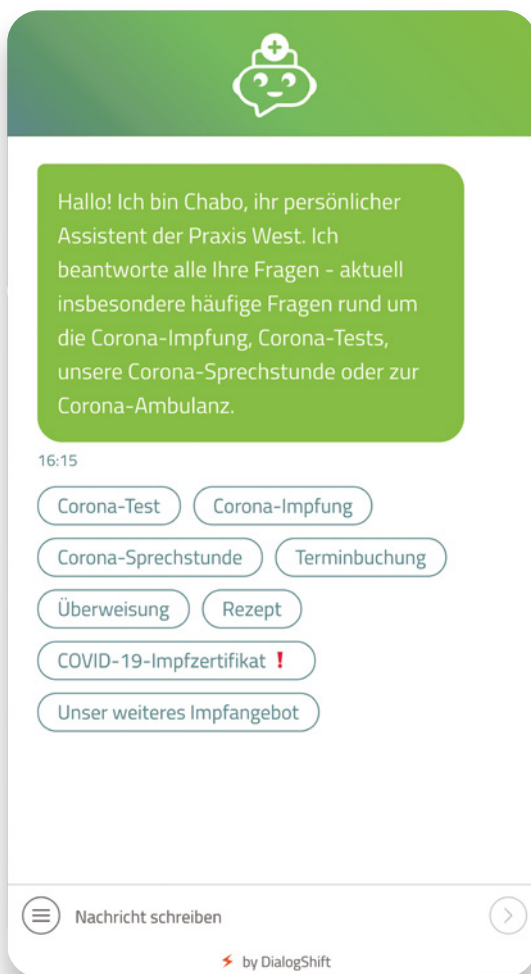 Hallo! Ich bin Chabo, ihr persönlicher
Assistent der Praxis West. Ich
beantworte alle Ihre Fragen - aktuell
insbesondere häufige Fragen rund um
die Corona-Impfung, Corona-Tests,
unsere Corona-Sprechstunde oder zur
Corona-Ambulanz.
16:15
Corona-Test Corona-Impfung
Corona-Sprechstunde Terminbuchung
Überweisung Rezept
COVID-19-Impfzertifikat ❗
Unser weiteres Impfangebot
Nachricht schreiben
by DialogShift